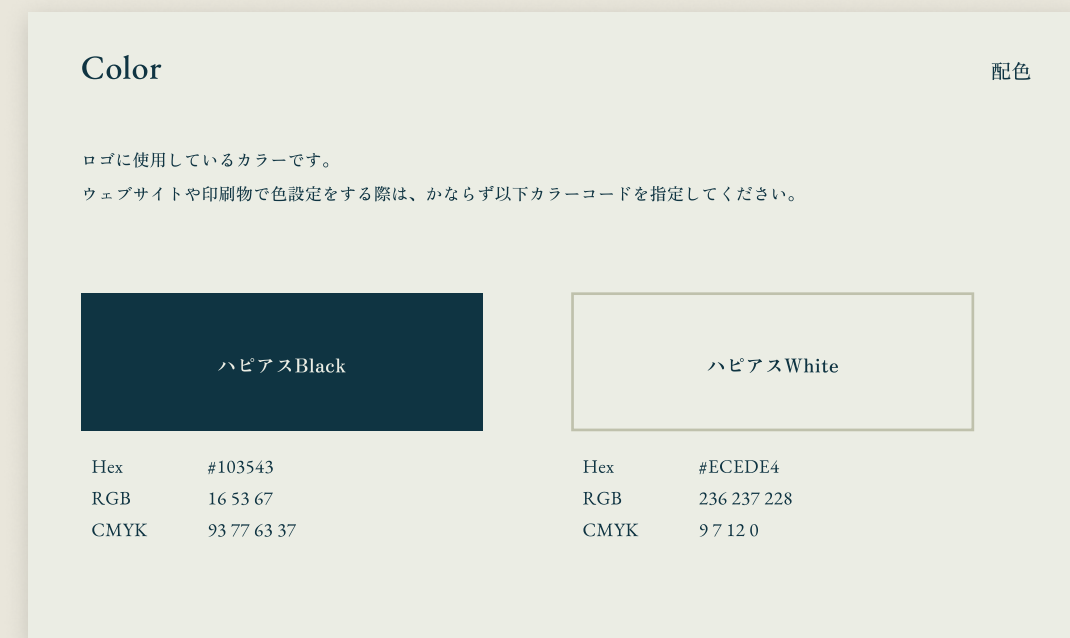 Color
配色
ロゴに使用しているカラーです。
ウェブサイトや印刷物で色設定をする際は、かならず以下カラーコードを指定してください。
ハピアスBlack
Hex #103543
RGB 16 53 67
CMYK 93 77 63 37
ハピアスWhite
Hex #ECEDE4
RGB 236 237 228
CMYK 9 7 12 0